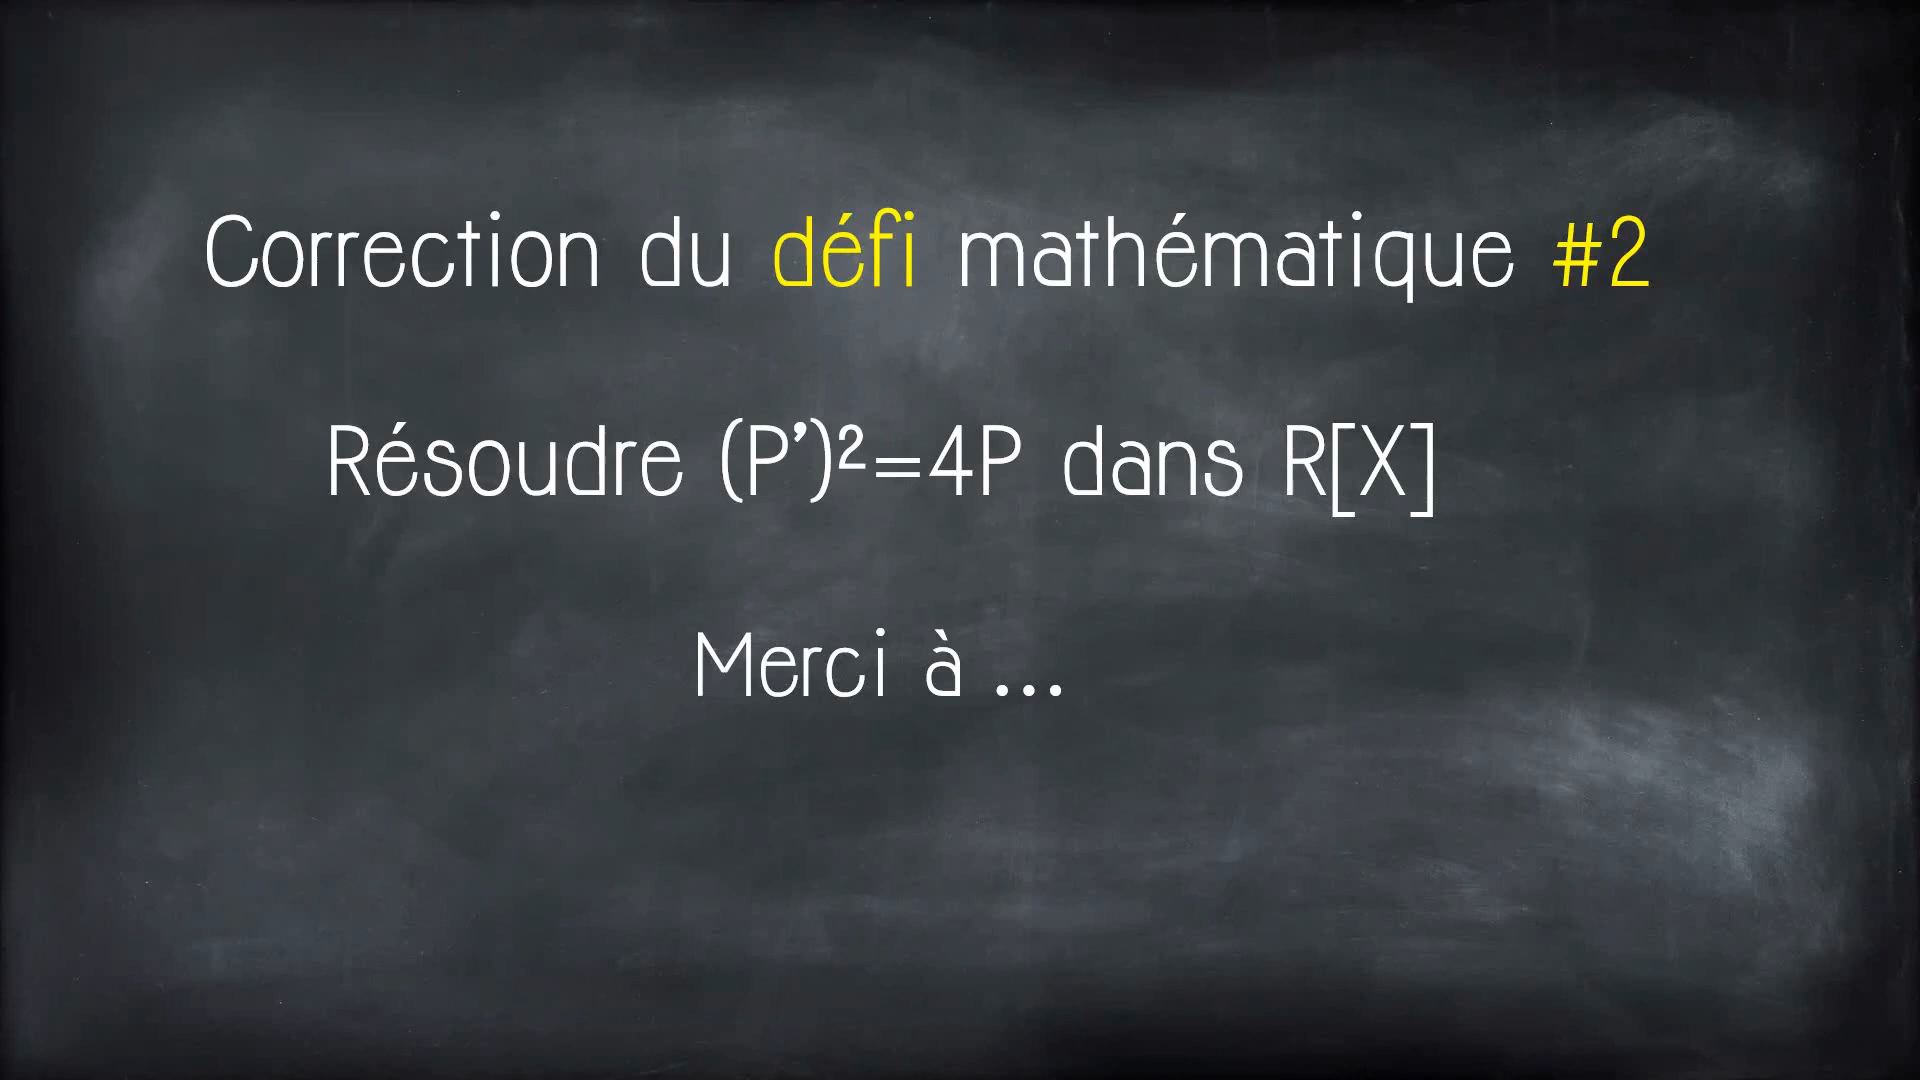 Correction du défi mathématique #2
Résoudre (P’)²=4P dans R[X]
Merci à ...